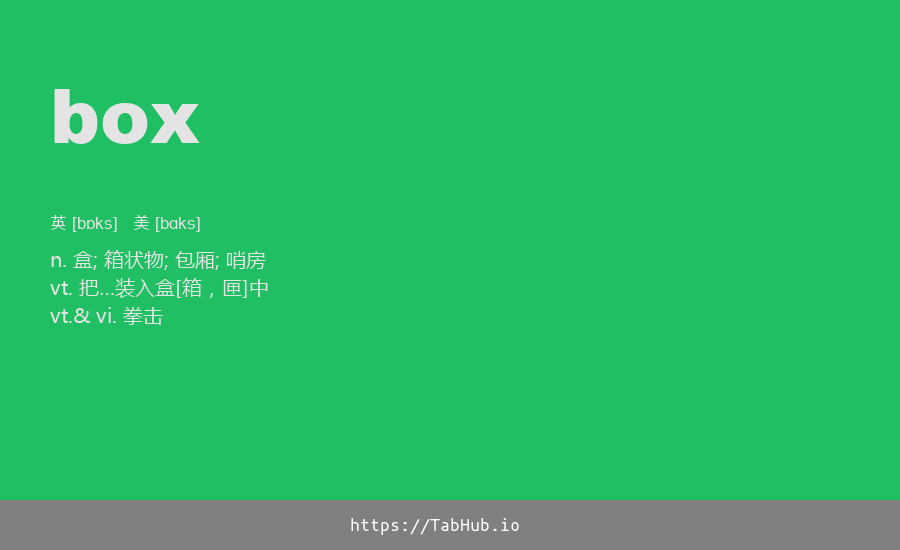 box
英 [bɒks] 美 [bɑks]
n. 盒; 箱状物; 包厢; 哨房
vt. 把...装入盒[箱，匣]中
vt.& vi. 拳击
https://TabHub.io